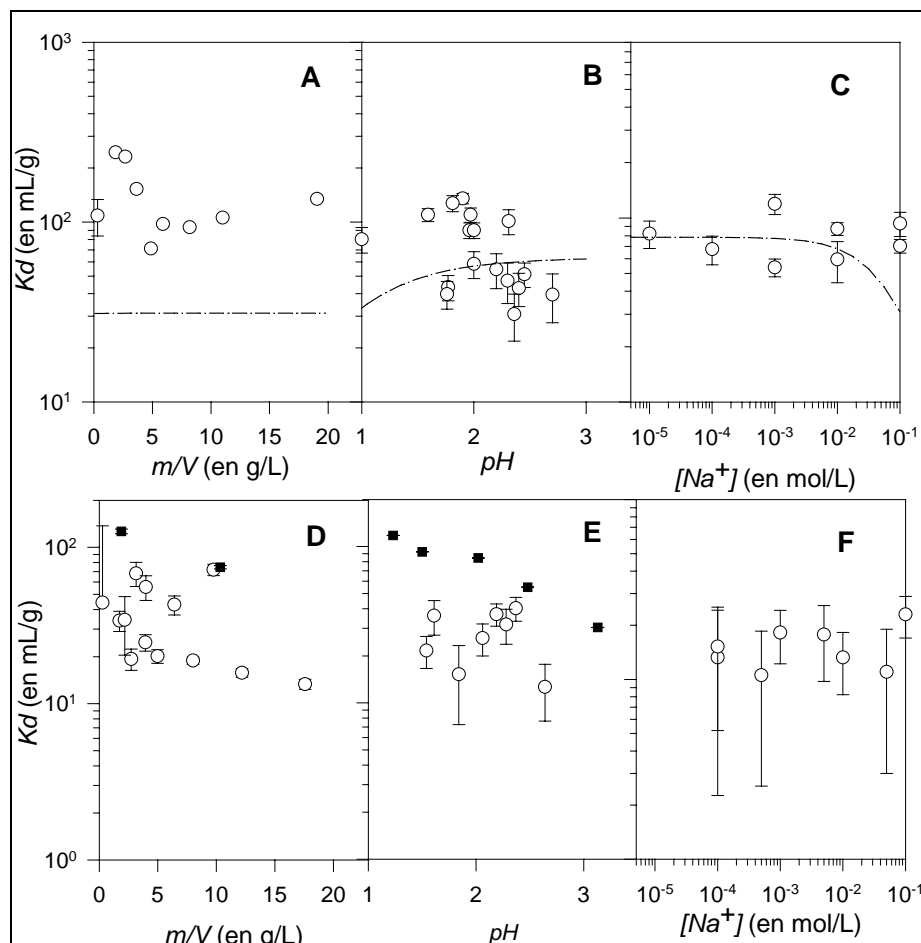 A
B
C
Kd (en mL/g)
10³
10²
10¹
0 5 10 15 20
m/V (en g/L)
1 2 3
pH
10⁻⁵ 10⁻⁴ 10⁻³ 10⁻² 10⁻¹
[Na⁺] (en mol/L)
D
E
F
Kd (en mL/g)
10²
10¹
10⁰
0 5 10 15 20
m/V (en g/L)
1 2 3
pH
10⁻⁵ 10⁻⁴ 10⁻³ 10⁻² 10⁻¹
[Na⁺] (en mol/L)